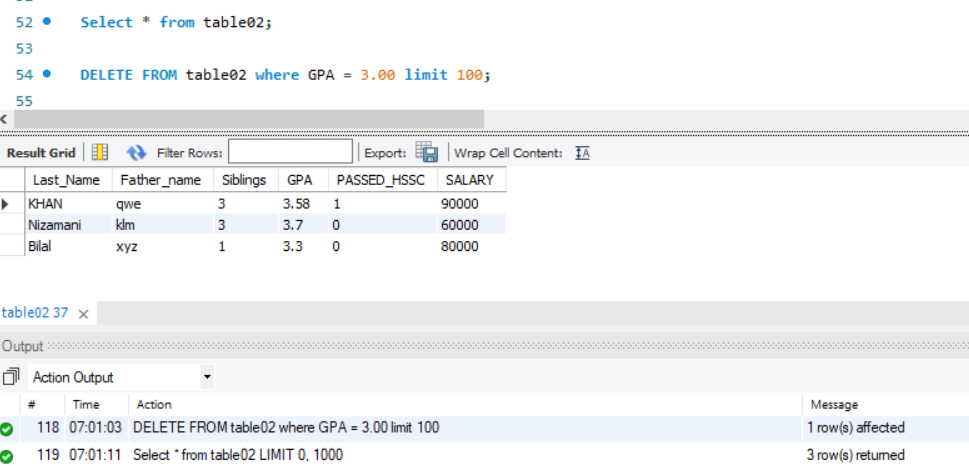 52 Select * from table02;
53
54 DELETE FROM table02 where GPA = 3.00 limit 100;
55
Result Grid Filter Rows: Export: Wrap Cell Content:
Last_Name Father_name Siblings GPA PASSED_HSSC SALARY
KHAN qwe 3 3.58 1 90000
Nizamani klm 3 3.7 0 60000
Bilal xyz 1 3.3 0 80000
table02 37
Output
Action Output
# Time Action Message
118 07:01:03 DELETE FROM table02 where GPA = 3.00 limit 100 1 row(s) affected
119 07:01:11 Select * from table02 LIMIT 0, 1000 3 row(s) returned